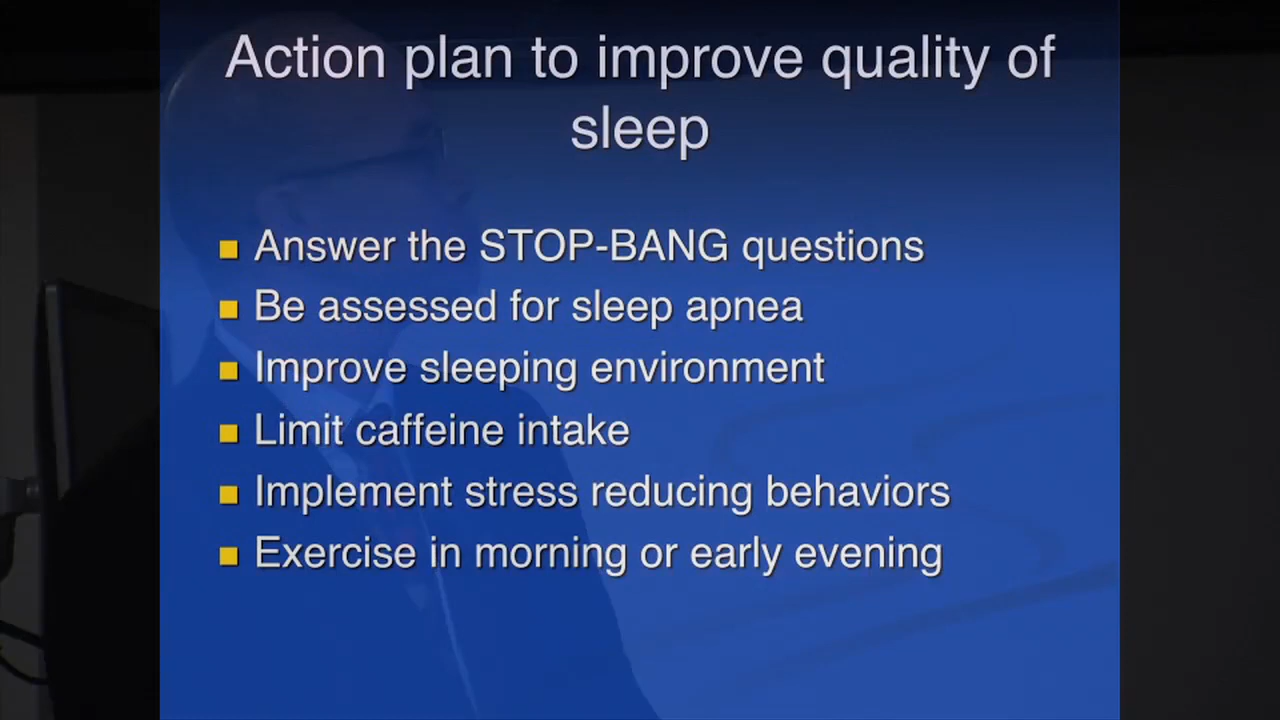 Action plan to improve quality of
sleep
Answer the STOP-BANG questions
Be assessed for sleep apnea
Improve sleeping environment
Limit caffeine intake
Implement stress reducing behaviors
Exercise in morning or early evening